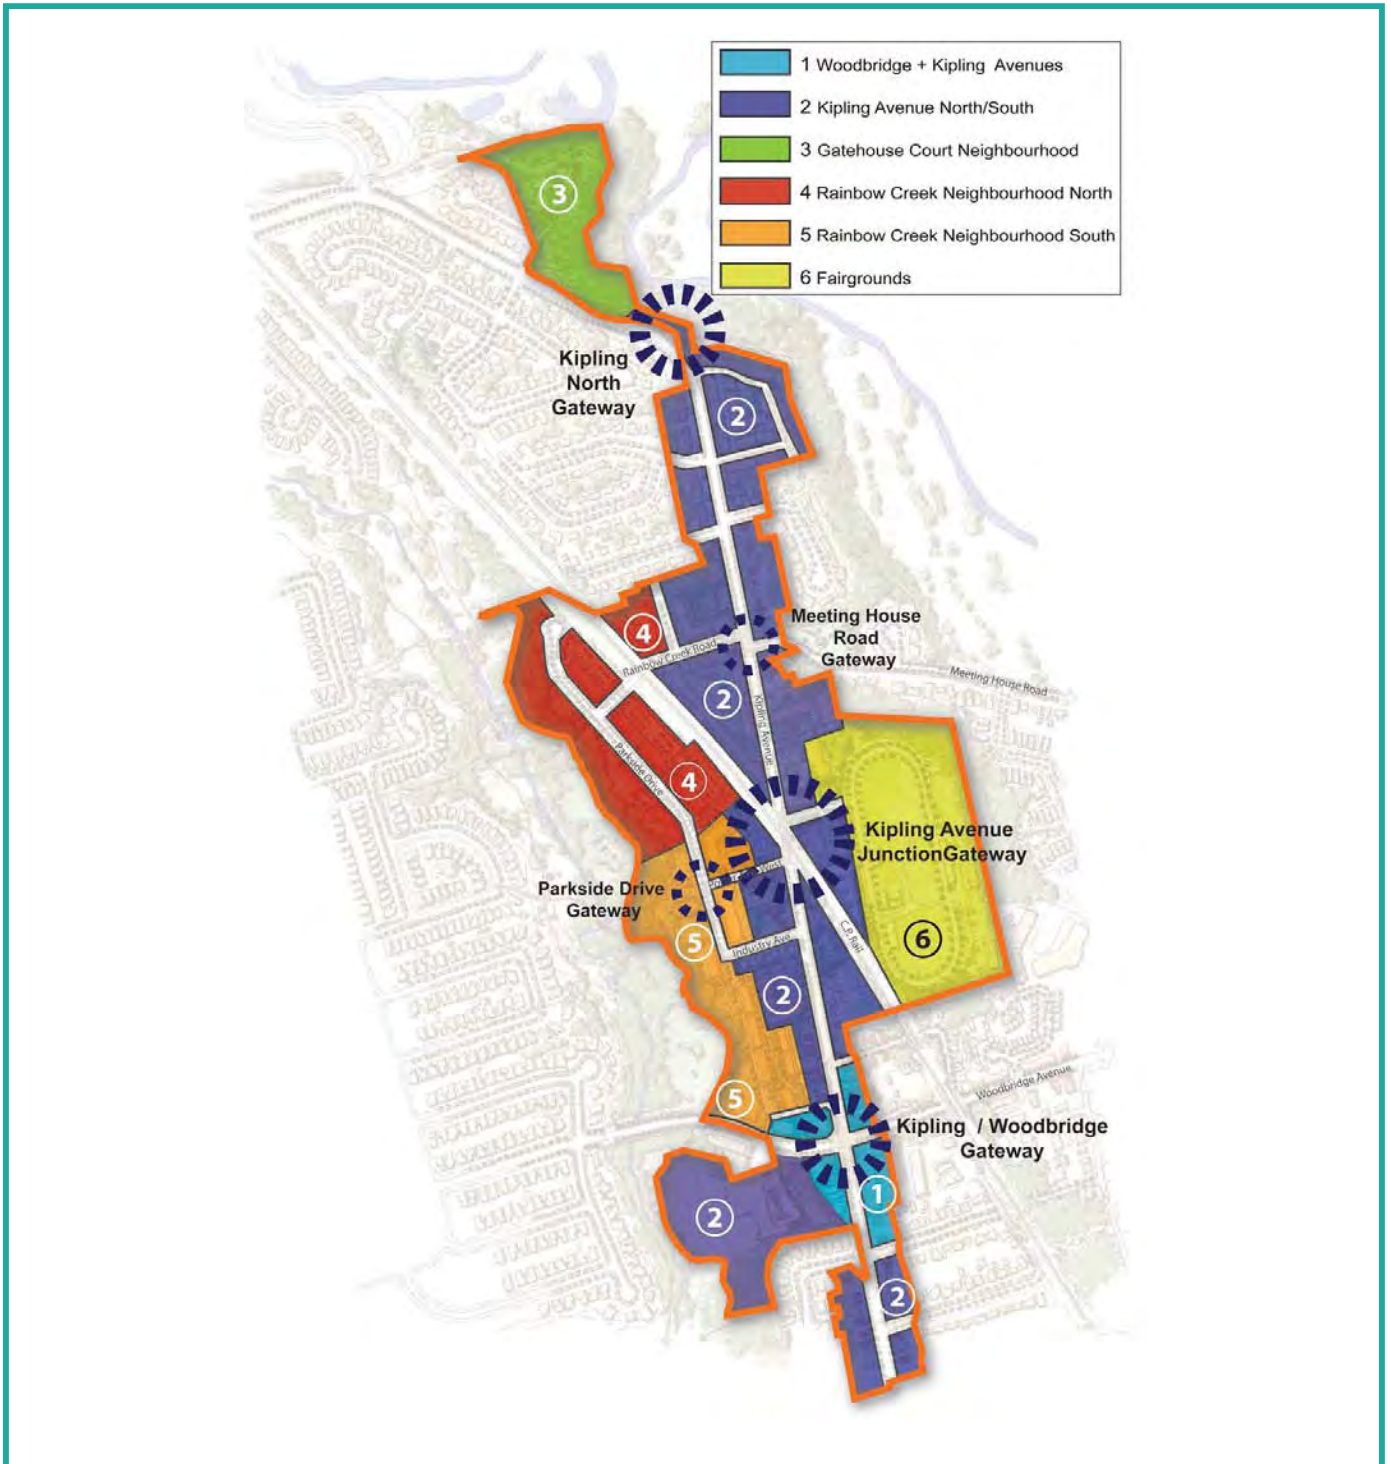 1 Woodbridge + Kipling Avenues
2 Kipling Avenue North/South
3 Gatehouse Court Neighbourhood
4 Rainbow Creek Neighbourhood North
5 Rainbow Creek Neighbourhood South
6 Fairgrounds
3
Kipling
North
Gateway
2
Meeting House
Road
Gateway
4
Rainbow Creek Road
Meeting House Road
2
Kipling Avenue
Parkside Drive
4
Kipling Avenue
JunctionGateway
Parkside Drive
Gateway
5
Industry Ave
C.P. Rail
6
2
Woodbridge Avenue
5
Kipling / Woodbridge
Gateway
1
2
2